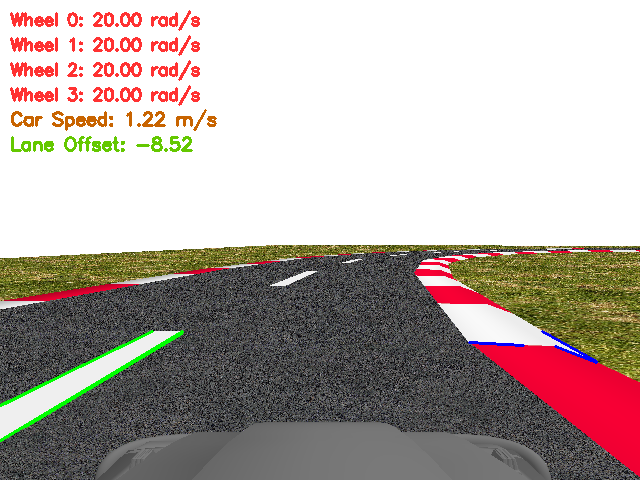 Wheel 0: 20.00 rad/s
Wheel 1: 20.00 rad/s
Wheel 2: 20.00 rad/s
Wheel 3: 20.00 rad/s
Car Speed: 1.22 m/s
Lane Offset: -8.52